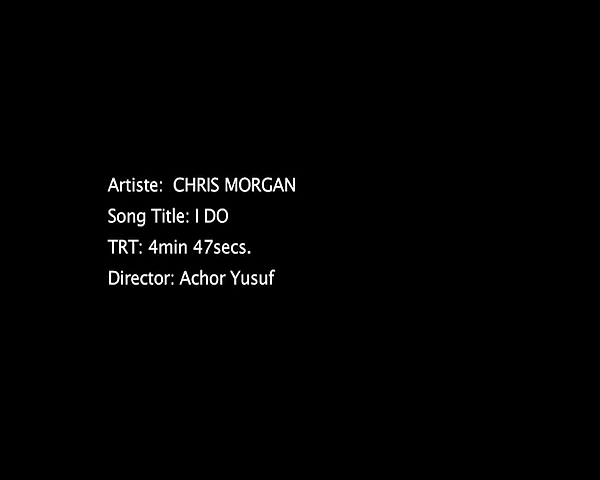 Artiste:  CHRIS MORGAN
Song Title: I DO
TRT: 4min 47secs.
Director: Achor Yusuf